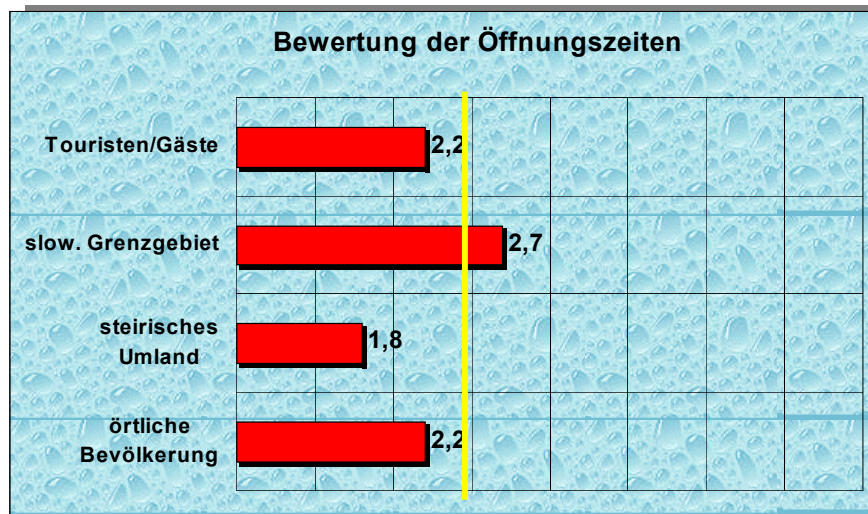 Bewertung der Öffnungszeiten
Touristen/Gäste
2,2
slow. Grenzgebiet
2,7
steirisches
Umland
1,8
örtliche
Bevölkerung
2,2